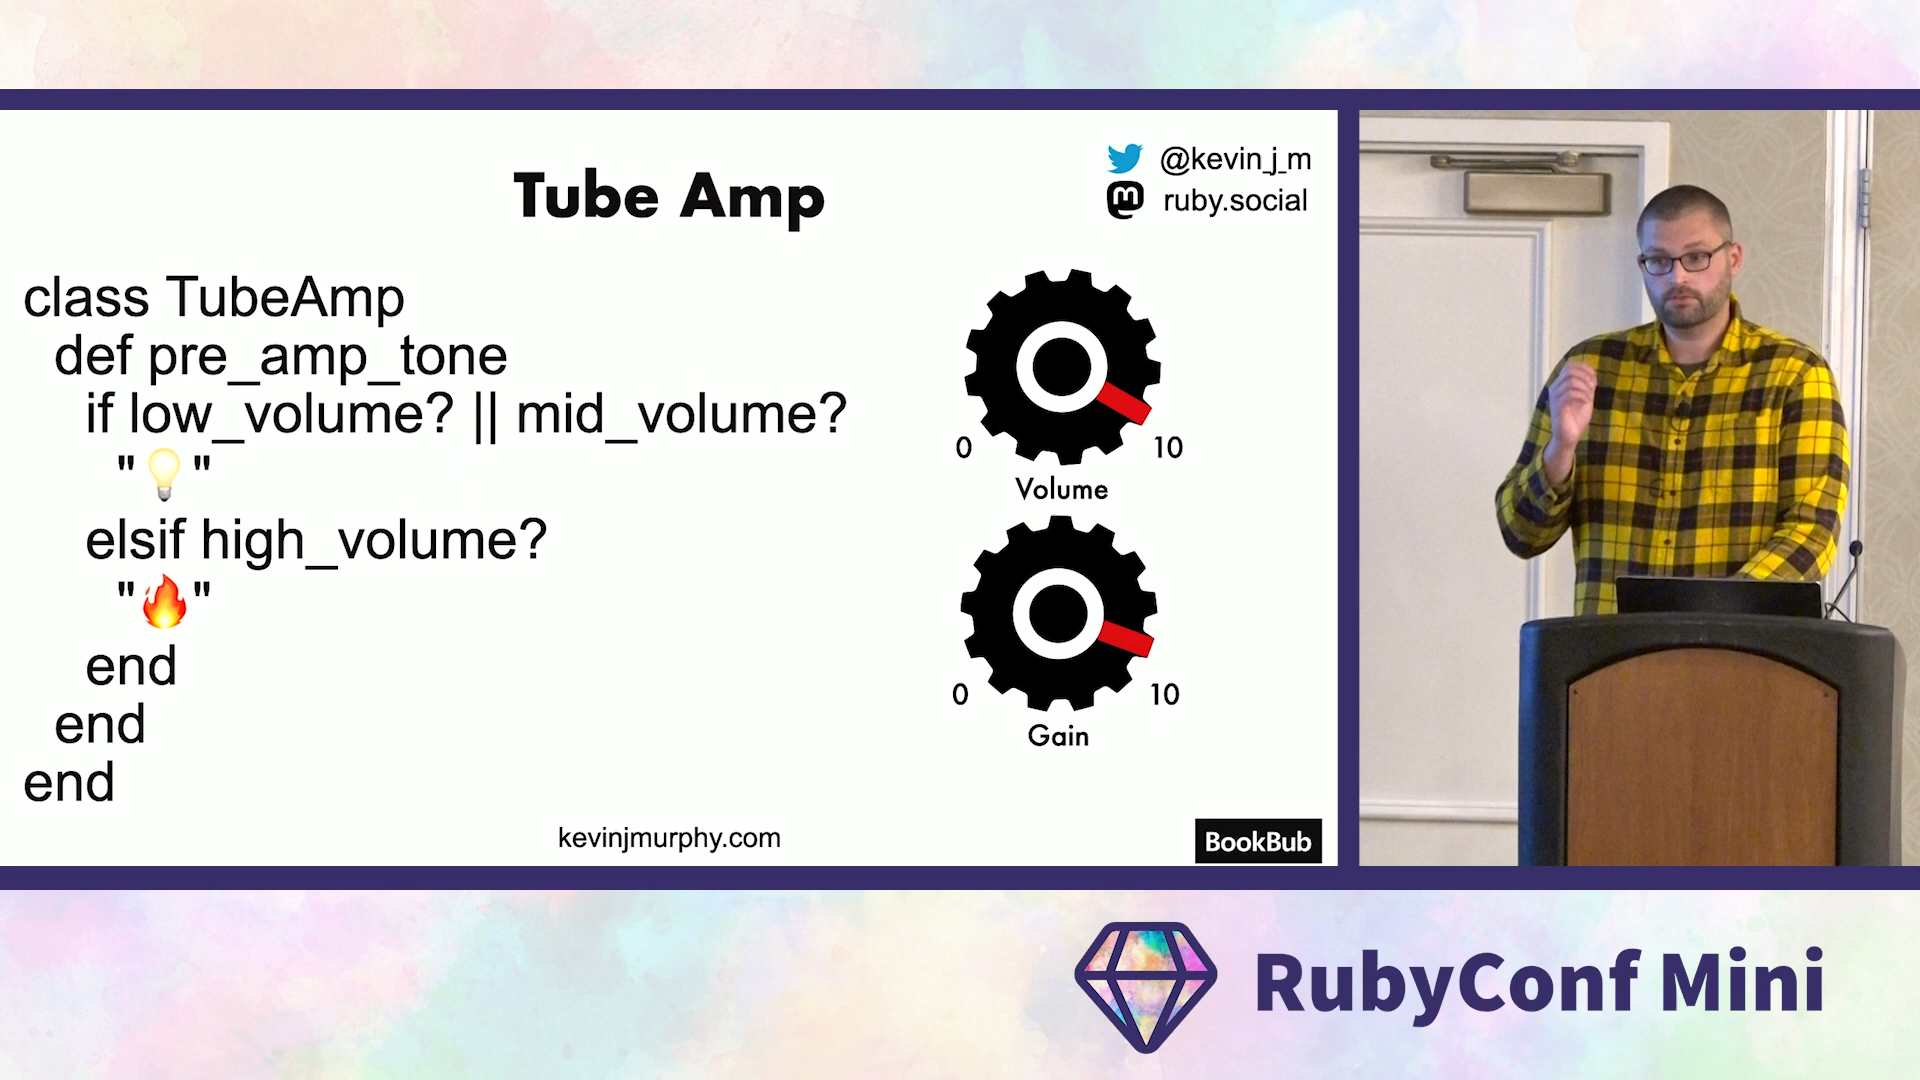 Tube Amp
@kevin_j_m
ruby.social
class TubeAmp
def pre_amp_tone
if low_volume? || mid_volume?
"💡"
elsif high_volume?
"🔥"
end
end
end
0 10
Volume
0 10
Gain
kevinjmurphy.com
BookBub
RubyConf Mini